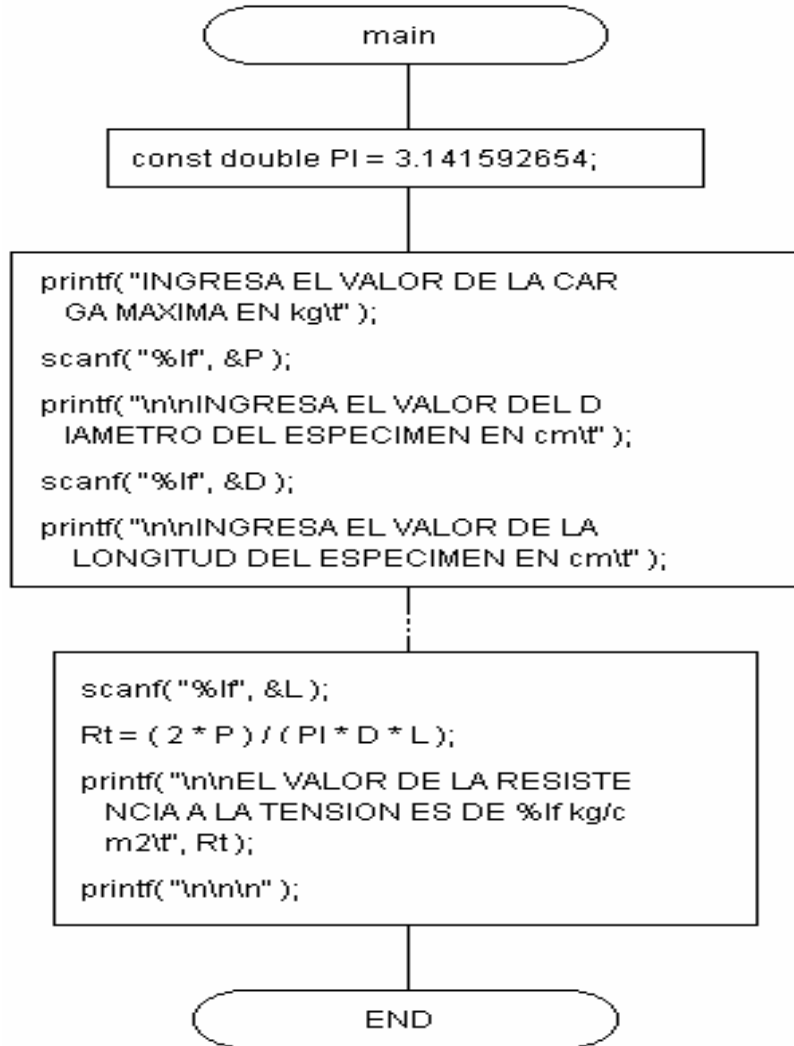 main
const double PI = 3.141592654;
printf( "INGRESA EL VALOR DE LA CAR
GA MAXIMA EN kg\t" );
scanf( "%lf", &P );
printf( "\n\nINGRESA EL VALOR DEL D
IAMETRO DEL ESPECIMEN EN cm\t" );
scanf( "%lf", &D );
printf( "\n\nINGRESA EL VALOR DE LA
LONGITUD DEL ESPECIMEN EN cm\t" );
scanf( "%lf", &L );
Rt = ( 2 * P ) / ( PI * D * L );
printf( "\n\nEL VALOR DE LA RESISTE
NCIA A LA TENSION ES DE %lf kg/c
m2\t", Rt );
printf( "\n\n\n" );
END